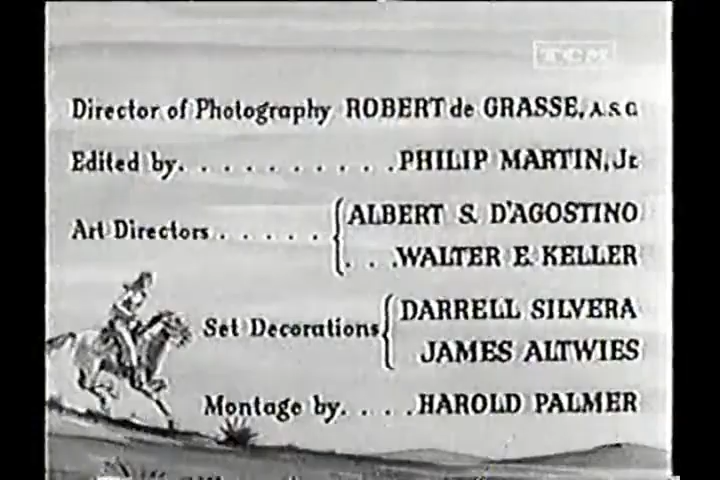 TCM
Director of Photography ROBERT de GRASSE, A.S.C
Edited by. . . . . . . . . . PHILIP MARTIN, Jr.
Art Directors . . . . . { ALBERT S. D'AGOSTINO
. . .WALTER E. KELLER
Set Decorations { DARRELL SILVERA
JAMES ALTWIES
Montage by. . . . HAROLD PALMER